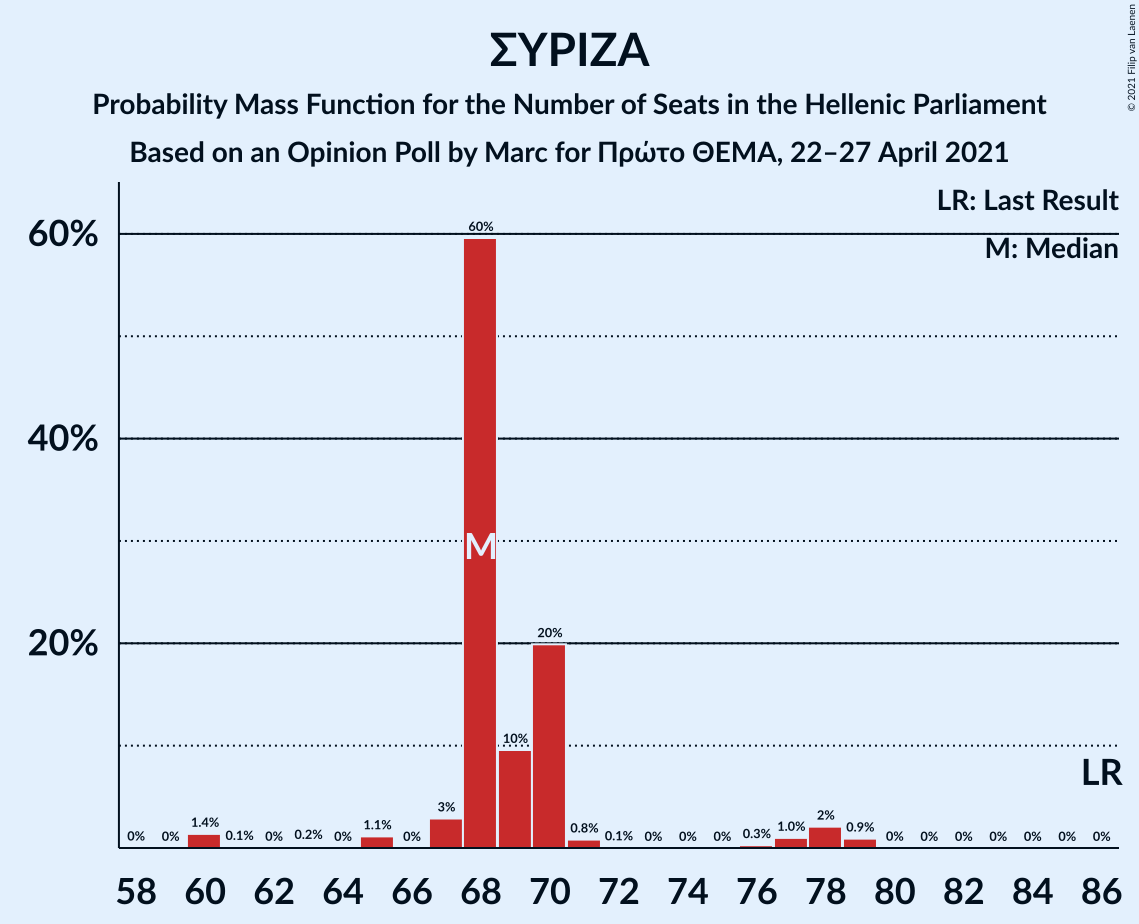 ΣΥΡΙΖΑ
Probability Mass Function for the Number of Seats in the Hellenic Parliament
Based on an Opinion Poll by Marc for Πρώτο ΘΕΜΑ, 22–27 April 2021
© 2021 Filip van Laenen
LR: Last Result
M: Median
60%
40%
20%
0% 0% 1.4% 0.1% 0% 0.2% 0% 1.1% 0% 3% 60% 10% 20% 0.8% 0.1% 0% 0% 0% 0.3% 1.0% 2% 0.9% 0% 0% 0% 0% 0% 0% 0%
M
LR
58 60 62 64 66 68 70 72 74 76 78 80 82 84 86